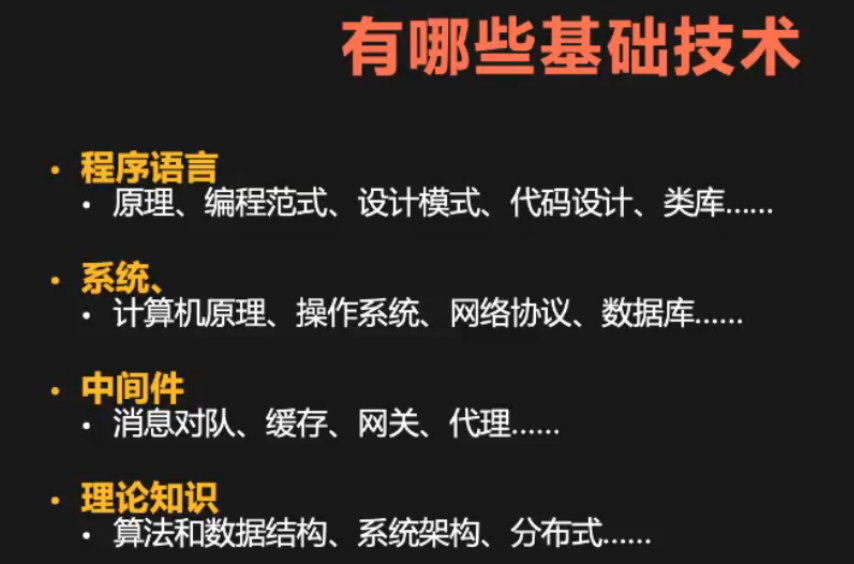 有哪些基础技术
• 程序语言
• 原理、编程范式、设计模式、代码设计、类库……
• 系统、
• 计算机原理、操作系统、网络协议、数据库……
• 中间件
• 消息对队、缓存、网关、代理……
• 理论知识
• 算法和数据结构、系统架构、分布式……